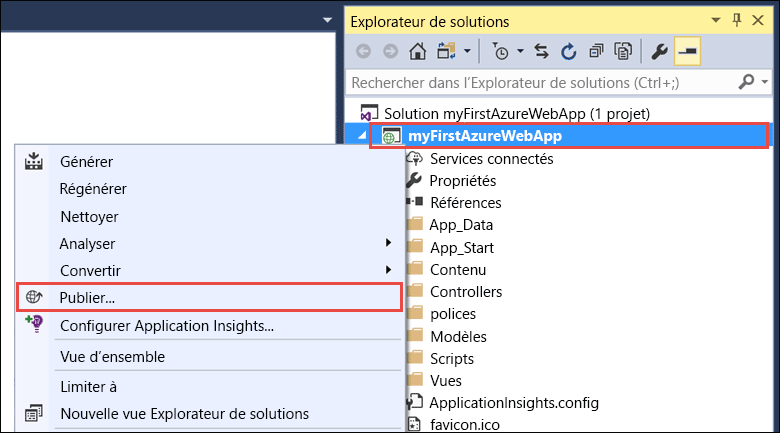 Explorateur de solutions
Rechercher dans l'Explorateur de solutions (Ctrl+;)
Solution myFirstAzureWebApp (1 projet)
myFirstAzureWebApp
Services connectés
Propriétés
Références
App_Data
App_Start
Contenu
Controllers
polices
Modèles
Scripts
Vues
ApplicationInsights.config
favicon.ico
Générer
Régénérer
Nettoyer
Analyser
Convertir
Publier...
Configurer Application Insights...
Vue d'ensemble
Limiter à
Nouvelle vue Explorateur de solutions